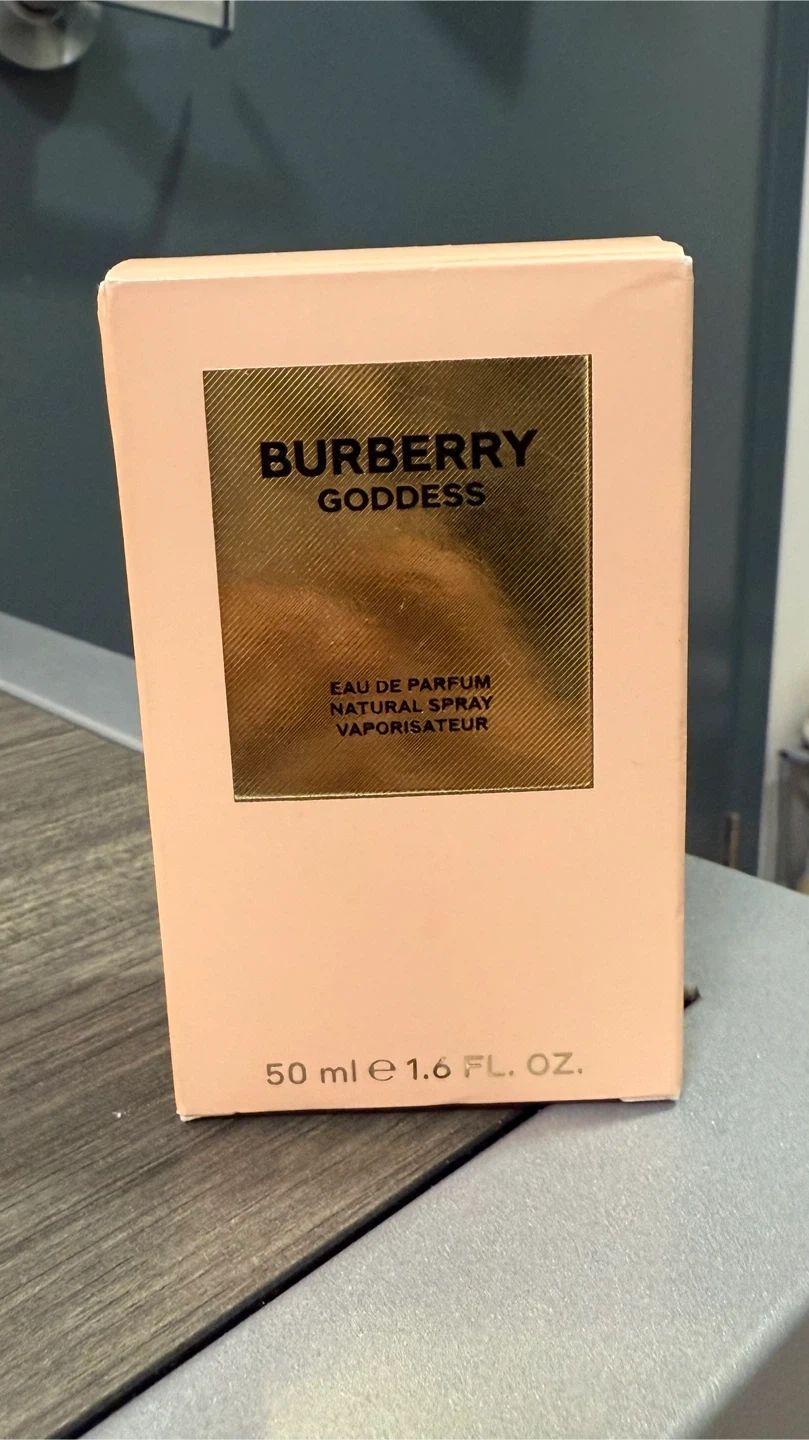 BURBERRY
GODDESS
EAU DE PARFUM
NATURAL SPRAY
VAPORISATEUR
50 ml ℮ 1.6 FL. OZ.